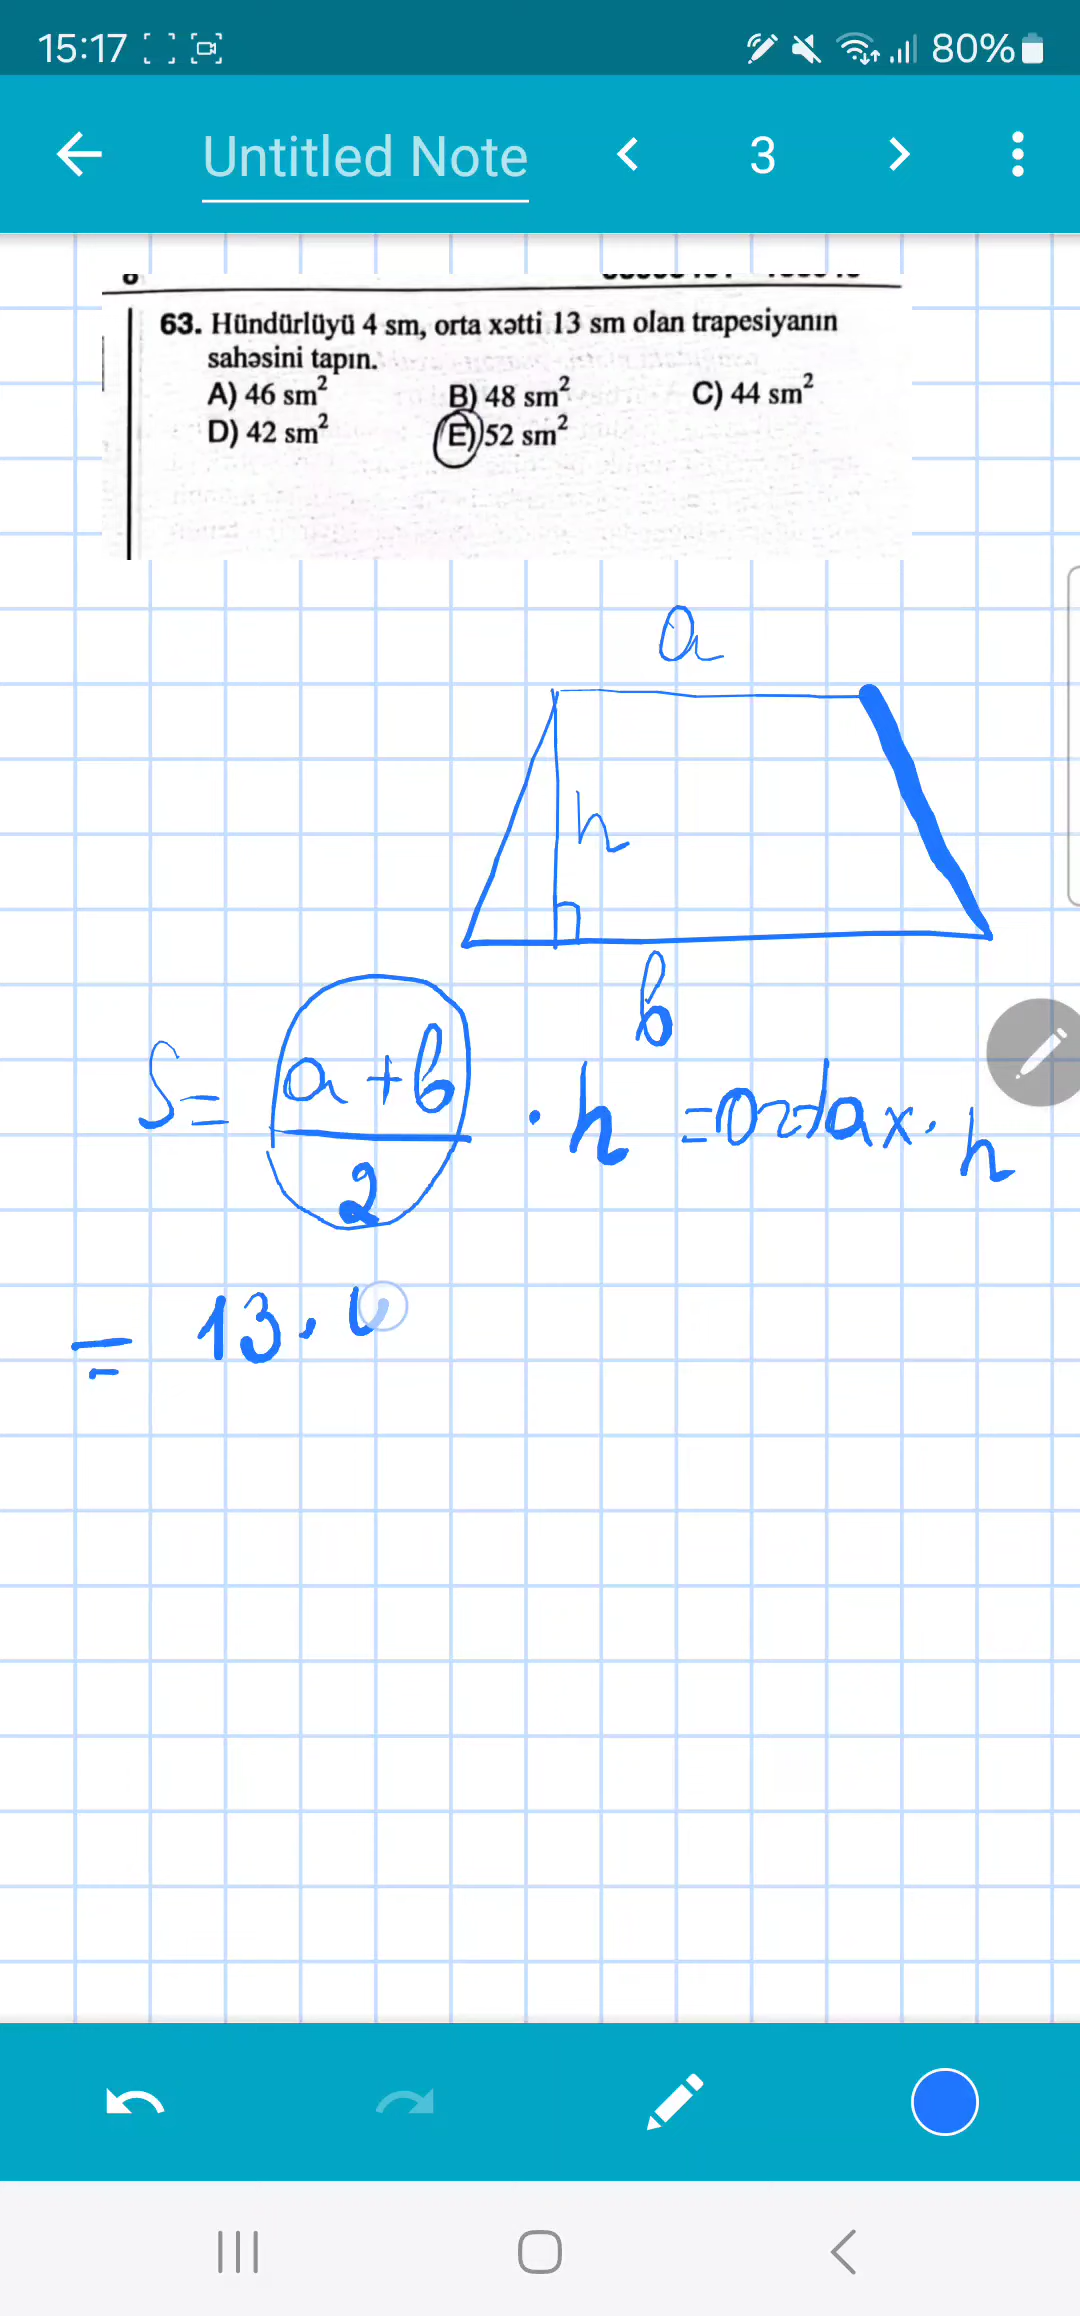 15:17 80%
Untitled Note 3
63. Hündürlüyü 4 sm, orta xətti 13 sm olan trapesiyanın
sahəsini tapın.
A) 46 sm² B) 48 sm² C) 44 sm²
D) 42 sm² E) 52 sm²
a
h
b
S= a+b/2 · h = Orta x · h
= 13 ·